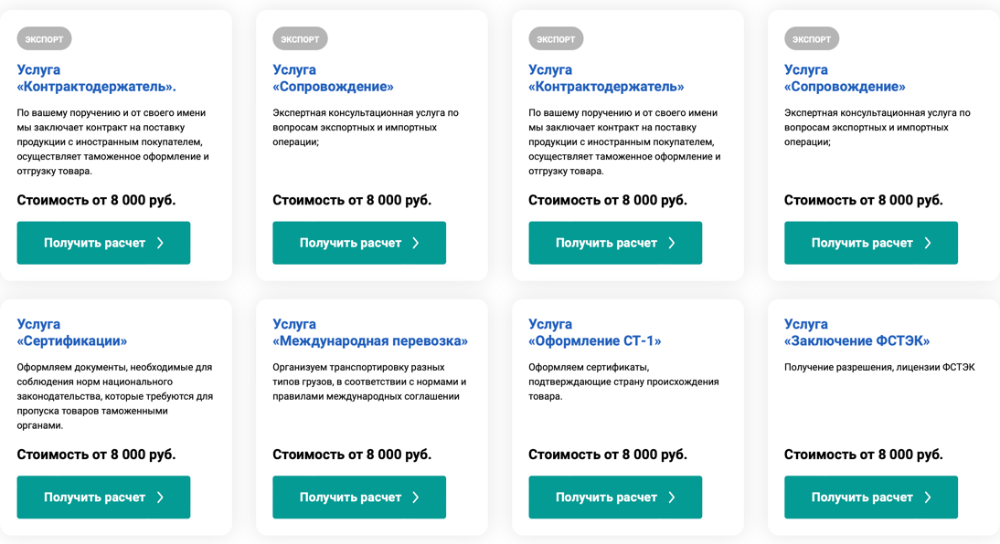 ЭКСПОРТ
Услуга
«Контрактодержатель».
По вашему поручению и от своего имени
мы заключает контракт на поставку
продукции с иностранным покупателем,
осуществляет таможенное оформление и
отгрузку товара.
Стоимость от 8 000 руб.
Получить расчет
ЭКСПОРТ
Услуга
«Сопровождение»
Экспертная консультационная услуга по
вопросам экспортных и импортных
операции;
Стоимость от 8 000 руб.
Получить расчет
ЭКСПОРТ
Услуга
«Контрактодержатель»
По вашему поручению и от своего имени
мы заключает контракт на поставку
продукции с иностранным покупателем,
осуществляет таможенное оформление и
отгрузку товара.
Стоимость от 8 000 руб.
Получить расчет
ЭКСПОРТ
Услуга
«Сопровождение»
Экспертная консультационная услуга по
вопросам экспортных и импортных
операции;
Стоимость от 8 000 руб.
Получить расчет
Услуга
«Сертификации»
Оформляем документы, необходимые для
соблюдения норм национального
законодательства, которые требуются для
пропуска товаров таможенными
органами.
Стоимость от 8 000 руб.
Получить расчет
Услуга
«Международная перевозка»
Организуем транспортировку разных
типов грузов, в соответствии с нормами и
правилами международных соглашении
Стоимость от 8 000 руб.
Получить расчет
Услуга
«Оформление СТ-1»
Оформляем сертификаты,
подтверждающие страну происхождения
товара.
Стоимость от 8 000 руб.
Получить расчет
Услуга
«Заключение ФСТЭК»
Получение разрешения, лицензии ФСТЭК
Стоимость от 8 000 руб.
Получить расчет